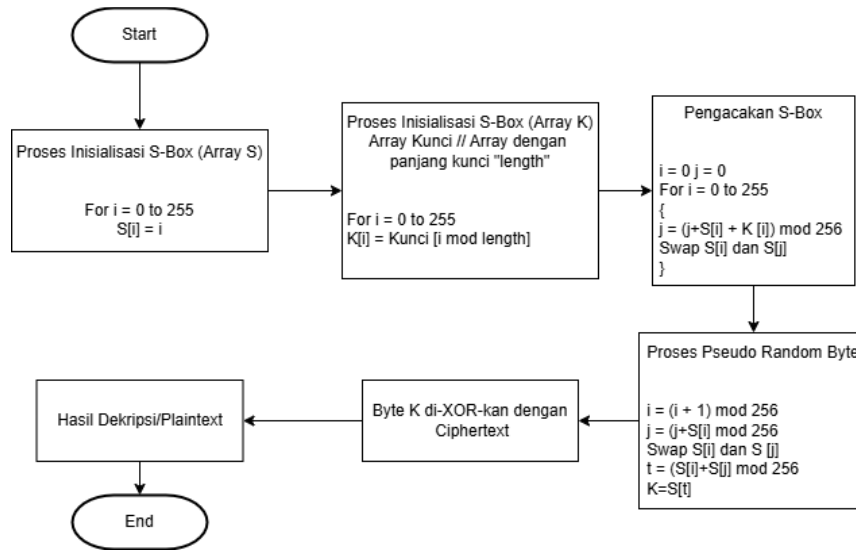 Start
Proses Inisialisasi S-Box (Array S)
For i = 0 to 255
S[i] = i
Proses Inisialisasi S-Box (Array K)
Array Kunci // Array dengan
panjang kunci "length"
For i = 0 to 255
K[i] = Kunci [i mod length]
Pengacakan S-Box
i = 0 j = 0
For i = 0 to 255
{
j = (j+S[i] + K [i]) mod 256
Swap S[i] dan S[j]
}
Proses Pseudo Random Byte
i = (i + 1) mod 256
j = (j+S[i] mod 256
Swap S[i] dan S [j]
t = (S[i]+S[j] mod 256
K=S[t]
Byte K di-XOR-kan dengan
Ciphertext
Hasil Dekripsi/Plaintext
End